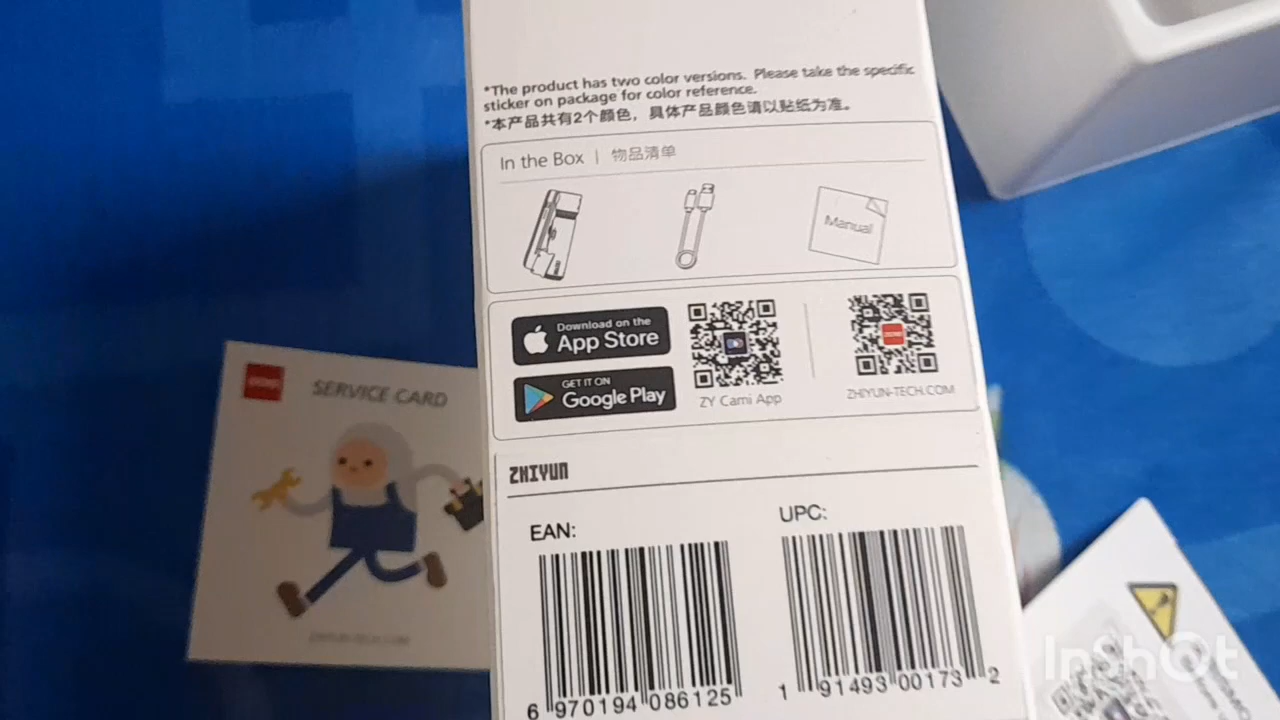 *The product has two color versions. Please take the specific
sticker on package for color reference.
*本产品共有2个颜色，具体产品颜色请以贴纸为准。
In the Box | 物品清单
Manual
Download on the
App Store
GET IT ON
Google Play
ZY Cami App
ZHIYUN-TECH.COM
SERVICE CARD
ZHIYUN
EAN:
UPC:
6 970194 086125
1 91493 00173 2
InShOt